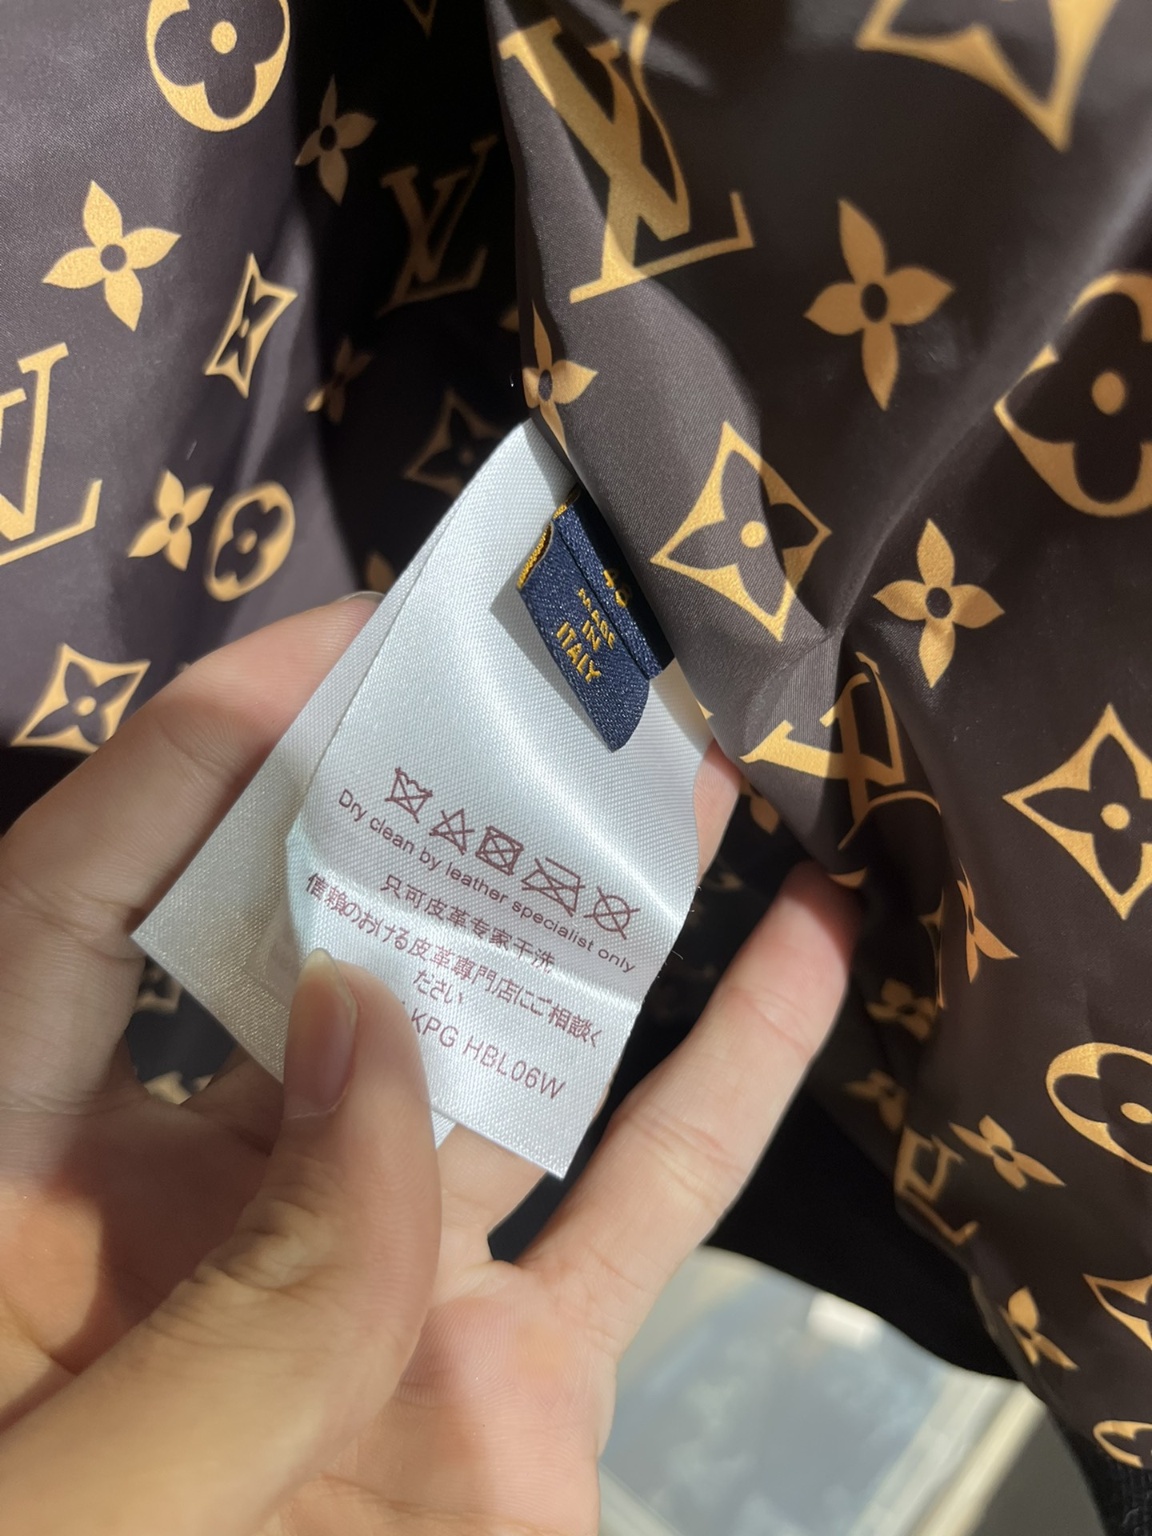 48
MADE
IN
ITALY
Dry clean by leather specialist only
只可皮革专家干洗
信頼のおける皮革専門店にご相談く
ださい
KPG HBL06W